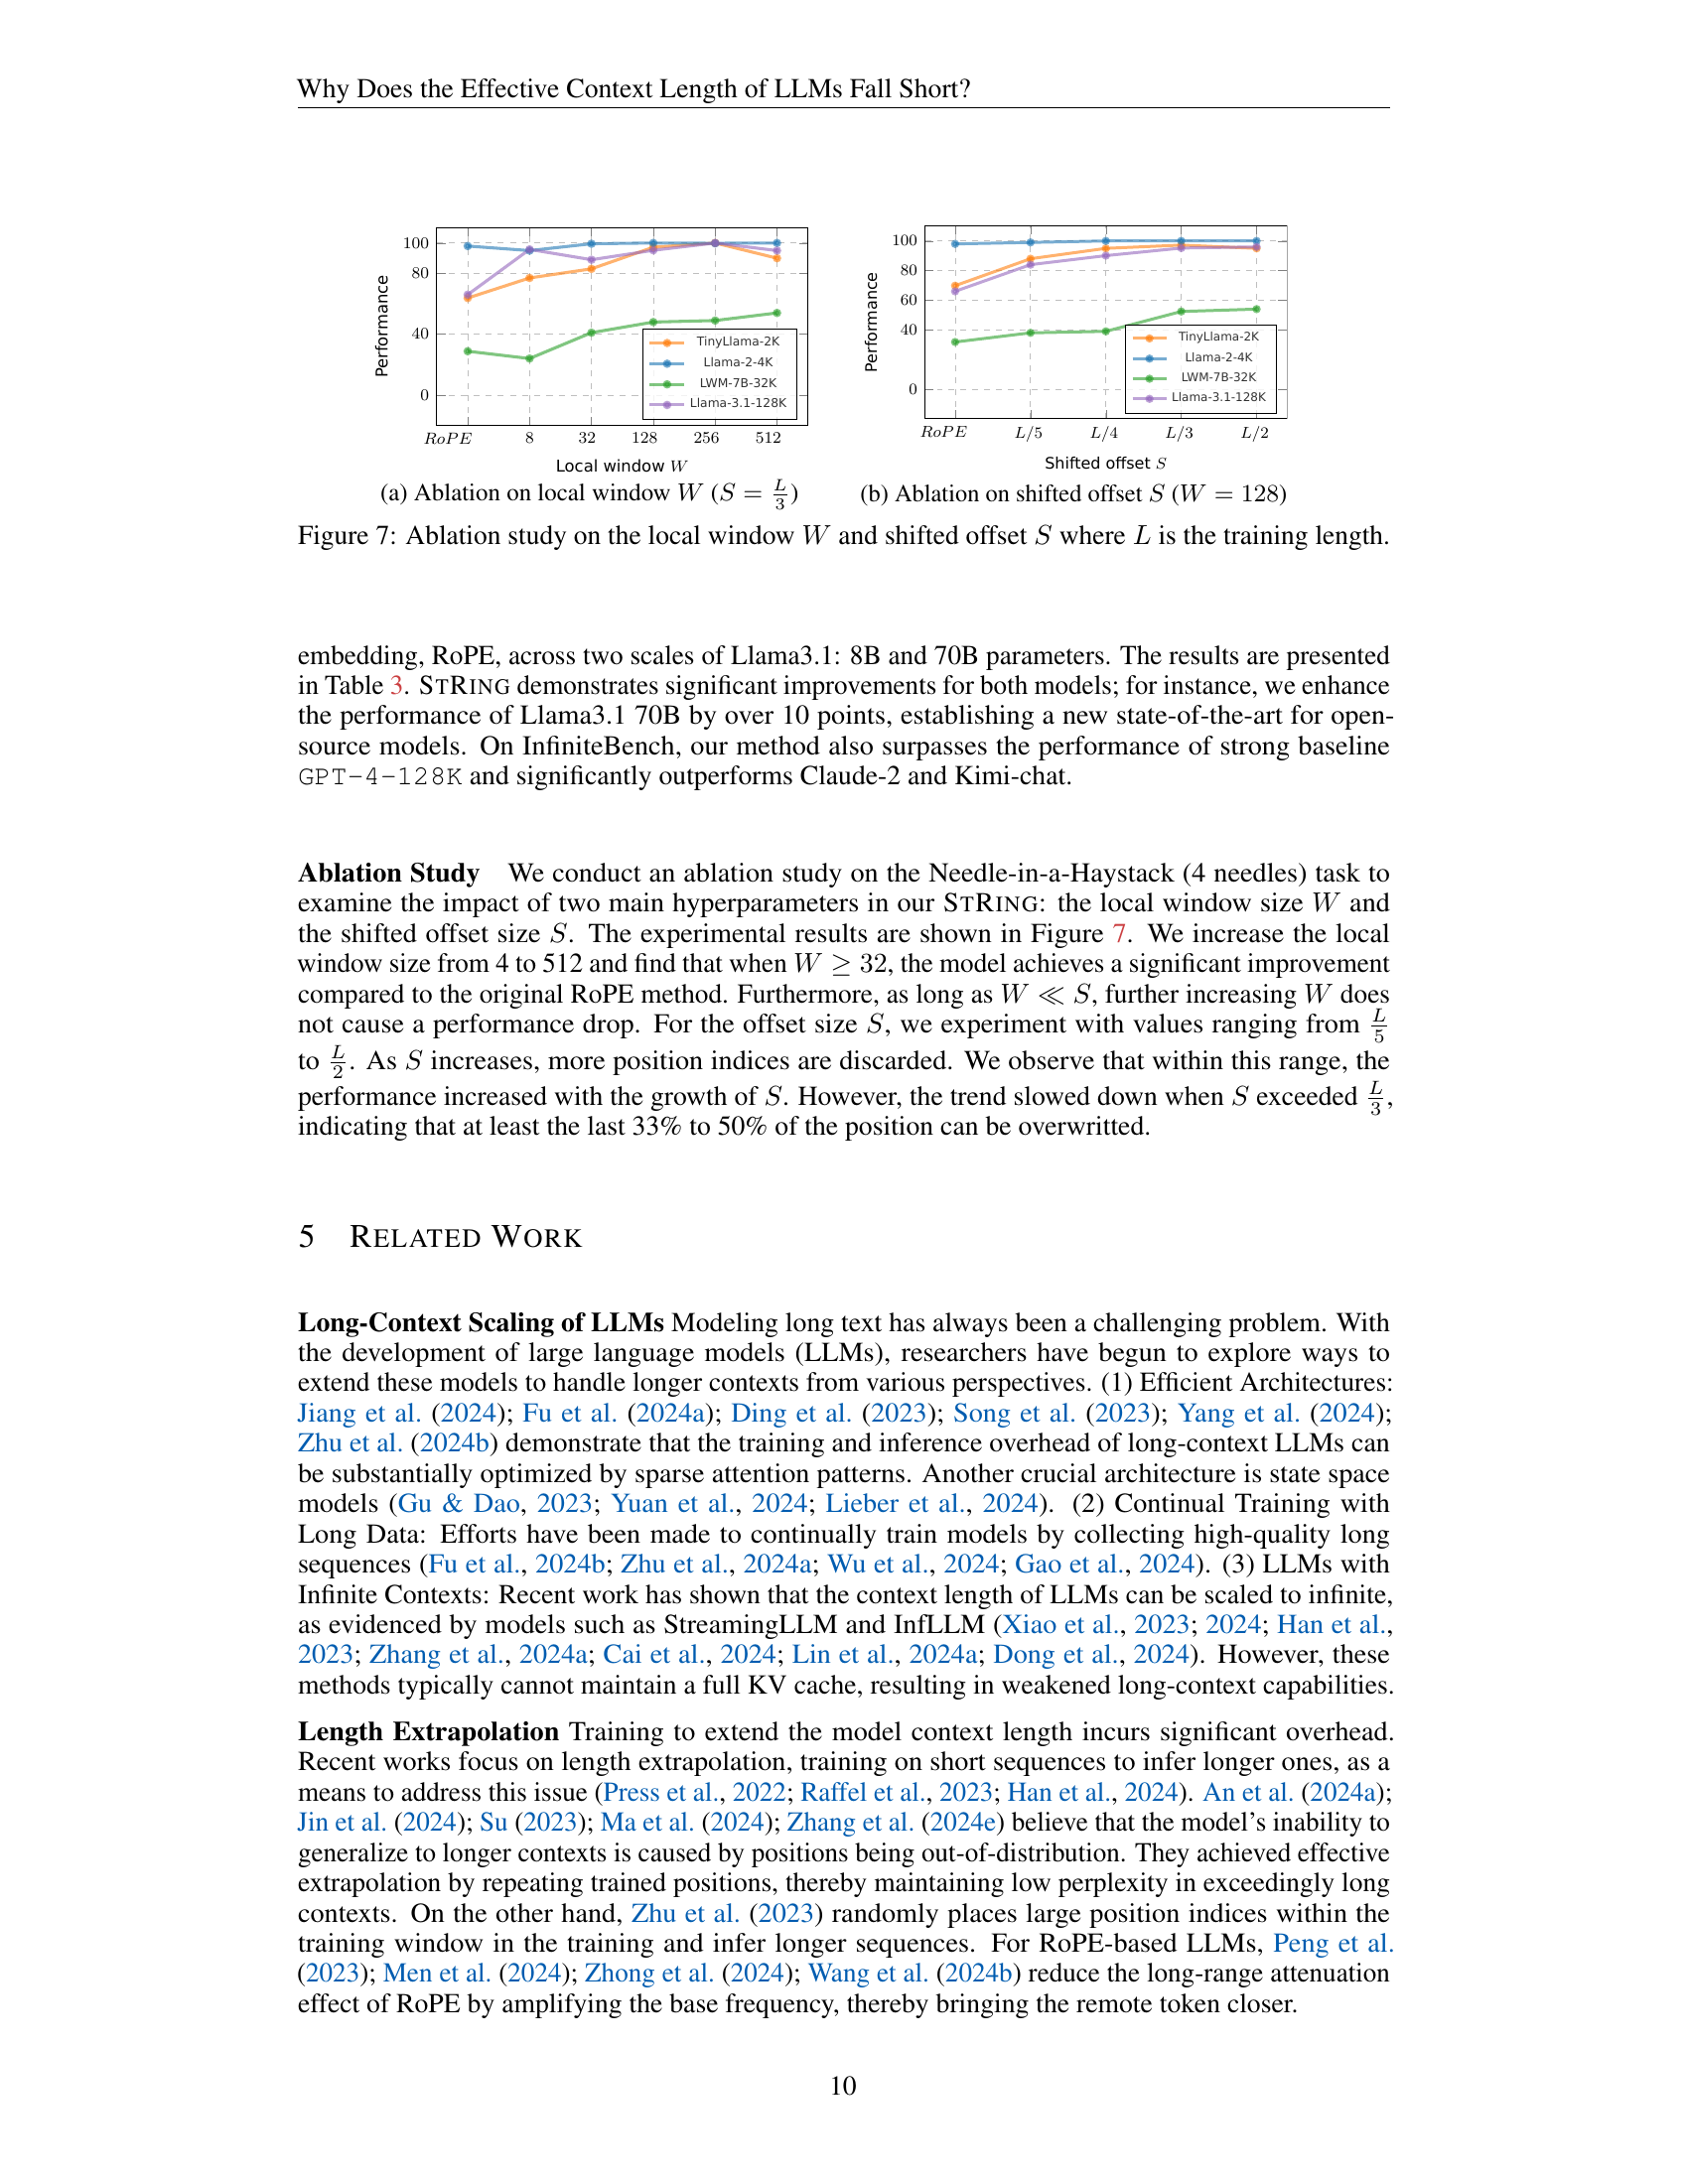 Why Does the Effective Context Length of LLMs Fall Short?
100
80
40
0
Performance
RoPE 8 32 128 256 512
Local window W
TinyLlama-2K
Llama-2-4K
LWM-7B-32K
Llama-3.1-128K
(a) Ablation on local window W (S = L/3)
100
80
60
40
0
Performance
RoPE L/5 L/4 L/3 L/2
Shifted offset S
TinyLlama-2K
Llama-2-4K
LWM-7B-32K
Llama-3.1-128K
(b) Ablation on shifted offset S (W = 128)
Figure 7: Ablation study on the local window W and shifted offset S where L is the training length.
embedding, RoPE, across two scales of Llama3.1: 8B and 70B parameters. The results are presented
in Table 3. STRING demonstrates significant improvements for both models; for instance, we enhance
the performance of Llama3.1 70B by over 10 points, establishing a new state-of-the-art for open-
source models. On InfiniteBench, our method also surpasses the performance of strong baseline
GPT-4-128K and significantly outperforms Claude-2 and Kimi-chat.
Ablation Study We conduct an ablation study on the Needle-in-a-Haystack (4 needles) task to
examine the impact of two main hyperparameters in our STRING: the local window size W and
the shifted offset size S. The experimental results are shown in Figure 7. We increase the local
window size from 4 to 512 and find that when W ≥ 32, the model achieves a significant improvement
compared to the original RoPE method. Furthermore, as long as W ≪ S, further increasing W does
not cause a performance drop. For the offset size S, we experiment with values ranging from L/5
to L/2. As S increases, more position indices are discarded. We observe that within this range, the
performance increased with the growth of S. However, the trend slowed down when S exceeded L/3,
indicating that at least the last 33% to 50% of the position can be overwritted.
5 RELATED WORK
Long-Context Scaling of LLMs Modeling long text has always been a challenging problem. With
the development of large language models (LLMs), researchers have begun to explore ways to
extend these models to handle longer contexts from various perspectives. (1) Efficient Architectures:
Jiang et al. (2024); Fu et al. (2024a); Ding et al. (2023); Song et al. (2023); Yang et al. (2024);
Zhu et al. (2024b) demonstrate that the training and inference overhead of long-context LLMs can
be substantially optimized by sparse attention patterns. Another crucial architecture is state space
models (Gu & Dao, 2023; Yuan et al., 2024; Lieber et al., 2024). (2) Continual Training with
Long Data: Efforts have been made to continually train models by collecting high-quality long
sequences (Fu et al., 2024b; Zhu et al., 2024a; Wu et al., 2024; Gao et al., 2024). (3) LLMs with
Infinite Contexts: Recent work has shown that the context length of LLMs can be scaled to infinite,
as evidenced by models such as StreamingLLM and InfLLM (Xiao et al., 2023; 2024; Han et al.,
2023; Zhang et al., 2024a; Cai et al., 2024; Lin et al., 2024a; Dong et al., 2024). However, these
methods typically cannot maintain a full KV cache, resulting in weakened long-context capabilities.
Length Extrapolation Training to extend the model context length incurs significant overhead.
Recent works focus on length extrapolation, training on short sequences to infer longer ones, as a
means to address this issue (Press et al., 2022; Raffel et al., 2023; Han et al., 2024). An et al. (2024a);
Jin et al. (2024); Su (2023); Ma et al. (2024); Zhang et al. (2024e) believe that the model's inability to
generalize to longer contexts is caused by positions being out-of-distribution. They achieved effective
extrapolation by repeating trained positions, thereby maintaining low perplexity in exceedingly long
contexts. On the other hand, Zhu et al. (2023) randomly places large position indices within the
training window in the training and infer longer sequences. For RoPE-based LLMs, Peng et al.
(2023); Men et al. (2024); Zhong et al. (2024); Wang et al. (2024b) reduce the long-range attenuation
effect of RoPE by amplifying the base frequency, thereby bringing the remote token closer.
10